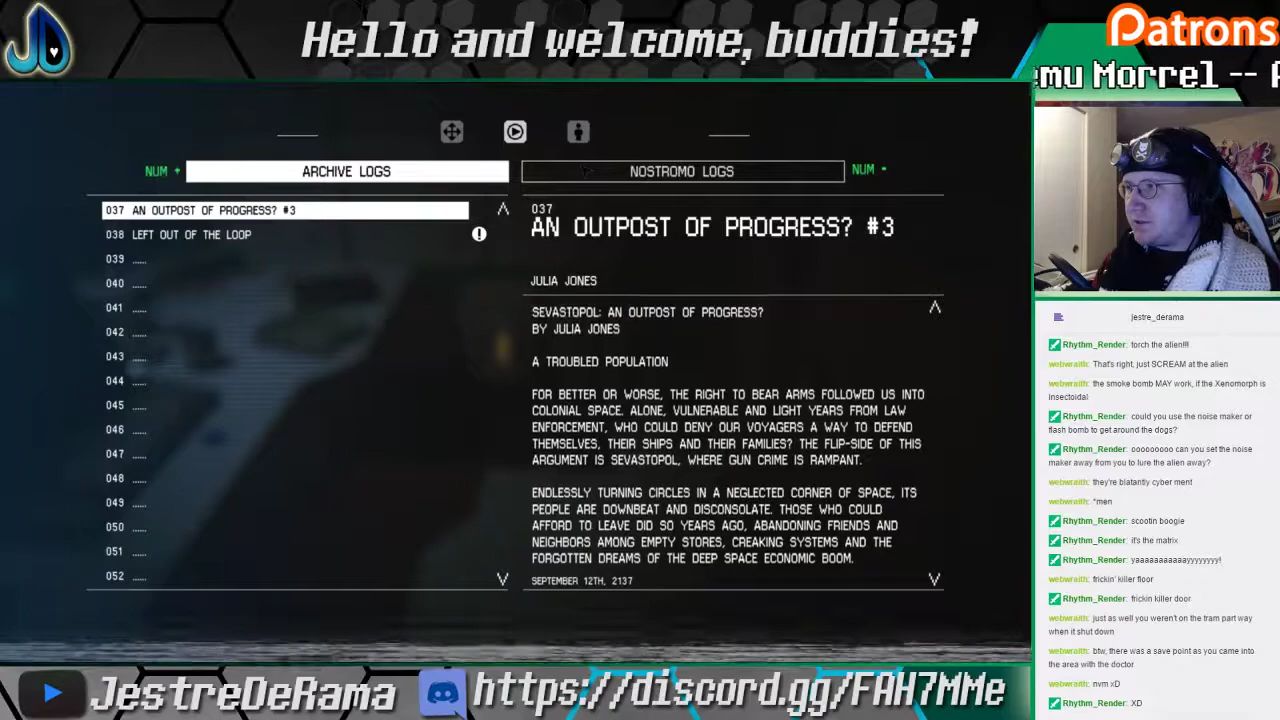 Hello and welcome, buddies!
Patrons
emu Morrel --
NUM +
ARCHIVE LOGS
NOSTROMO LOGS
NUM -
037 AN OUTPOST OF PROGRESS? #3
038 LEFT OUT OF THE LOOP
039 ......
040 ......
041 ......
042 ......
043 ......
044 ......
045 ......
046 ......
047 ......
048 ......
049 ......
050 ......
051 ......
052 ......
037
AN OUTPOST OF PROGRESS? #3
JULIA JONES
SEVASTOPOL: AN OUTPOST OF PROGRESS?
BY JULIA JONES
A TROUBLED POPULATION
FOR BETTER OR WORSE, THE RIGHT TO BEAR ARMS FOLLOWED US INTO
COLONIAL SPACE. ALONE, VULNERABLE AND LIGHT YEARS FROM LAW
ENFORCEMENT, WHO COULD DENY OUR VOYAGERS A WAY TO DEFEND
THEMSELVES, THEIR SHIPS AND THEIR FAMILIES? THE FLIP-SIDE OF THIS
ARGUMENT IS SEVASTOPOL, WHERE GUN CRIME IS RAMPANT.
ENDLESSLY TURNING CIRCLES IN A NEGLECTED CORNER OF SPACE, ITS
PEOPLE ARE DOWNBEAT AND DISCONSOLATE. THOSE WHO COULD
AFFORD TO LEAVE DID SO YEARS AGO, ABANDONING FRIENDS AND
NEIGHBORS AMONG EMPTY STORES, CREAKING SYSTEMS AND THE
FORGOTTEN DREAMS OF THE DEEP SPACE ECONOMIC BOOM.
SEPTEMBER 12TH, 2137
jestre_derama
Rhythm_Render: torch the alien!!!
webwraith: That's right, just SCREAM at the alien
webwraith: the smoke bomb MAY work, if the Xenomorph is
insectoidal
Rhythm_Render: could you use the noise maker or
flash bomb to get around the dogs?
Rhythm_Render: ooooooooo can you set the noise
maker away from you to lure the alien away?
webwraith: they're blatantly cyber ment
webwraith: *men
Rhythm_Render: scootin boogie
Rhythm_Render: it's the matrix
Rhythm_Render: yaaaaaaaaaaayyyyyyyy!
webwraith: frickin' killer floor
Rhythm_Render: frickin killer door
webwraith: just as well you weren't on the tram part way
when it shut down
webwraith: btw, there was a save point as you came into
the area with the doctor
webwraith: nvm xD
Rhythm_Render: XD
JestreDeRama
https://discord.gg/FAH7MMe